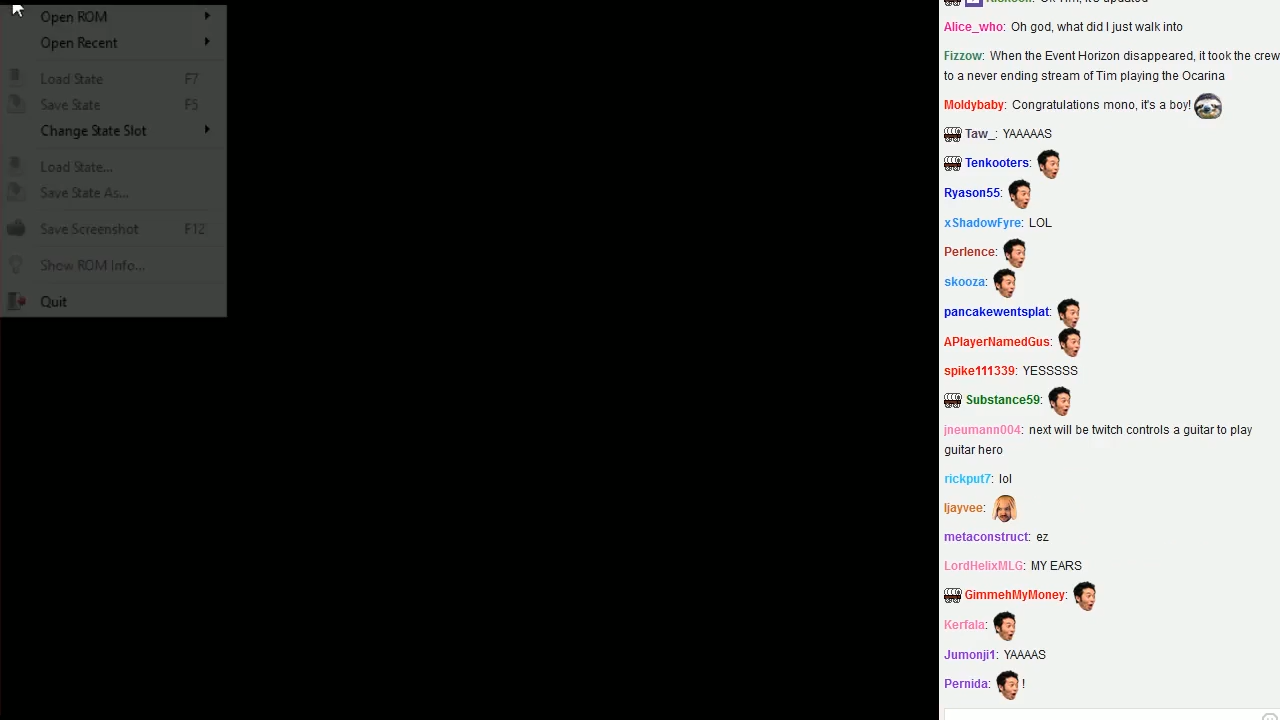 Open ROM
Open Recent
Load State F7
Save State F5
Change State Slot
Load State...
Save State As...
Save Screenshot F12
Show ROM Info...
Quit
Ok Tim, it's updated
Alice_who: Oh god, what did I just walk into
Fizzow: When the Event Horizon disappeared, it took the crew
to a never ending stream of Tim playing the Ocarina
Moldybaby: Congratulations mono, it's a boy!
Taw_: YAAAAAS
Tenkooters:
Ryason55:
xShadowFyre: LOL
Perlence:
skooza:
pancakewentsplat:
APlayerNamedGus:
spike111339: YESSSSS
Substance59:
jneumann004: next will be twitch controls a guitar to play
guitar hero
rickput7: lol
ljayvee:
metaconstruct: ez
LordHelixMLG: MY EARS
GimmehMyMoney:
Kerfala:
Jumonji1: YAAAAS
Pernida: !